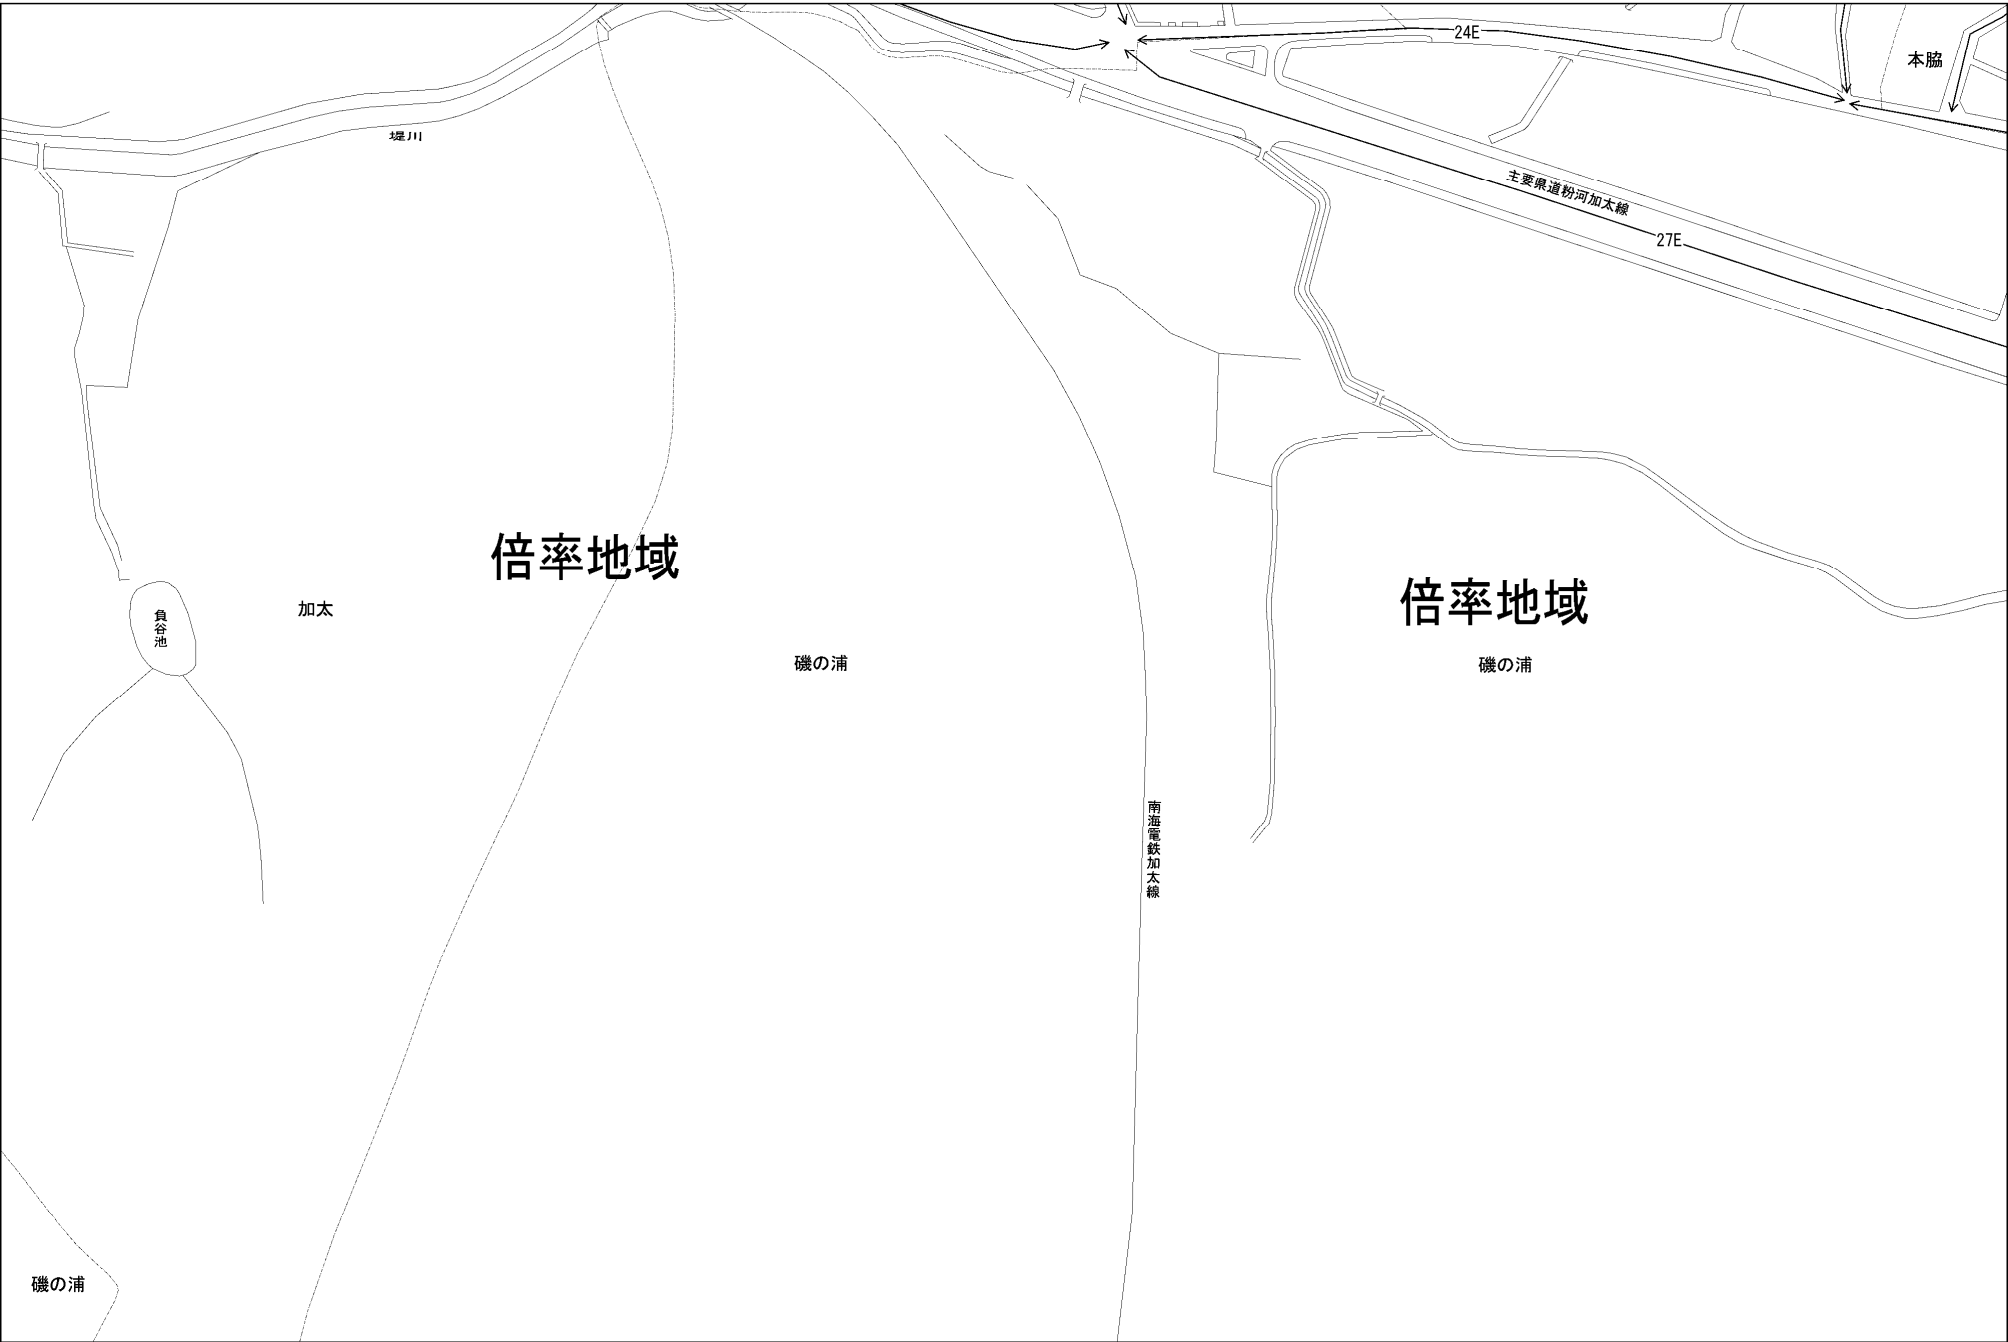 24E
本脇
堤川
主要県道粉河加太線
27E
倍率地域
倍率地域
加太
負谷池
磯の浦
磯の浦
南海電鉄加太線
磯の浦